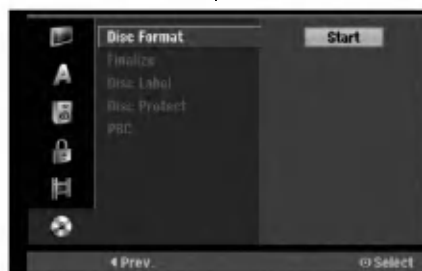 Disc Format
Start
Finalize
Disc Label
Disc Protect
PBC
A
◀ Prev.
⊙ Select